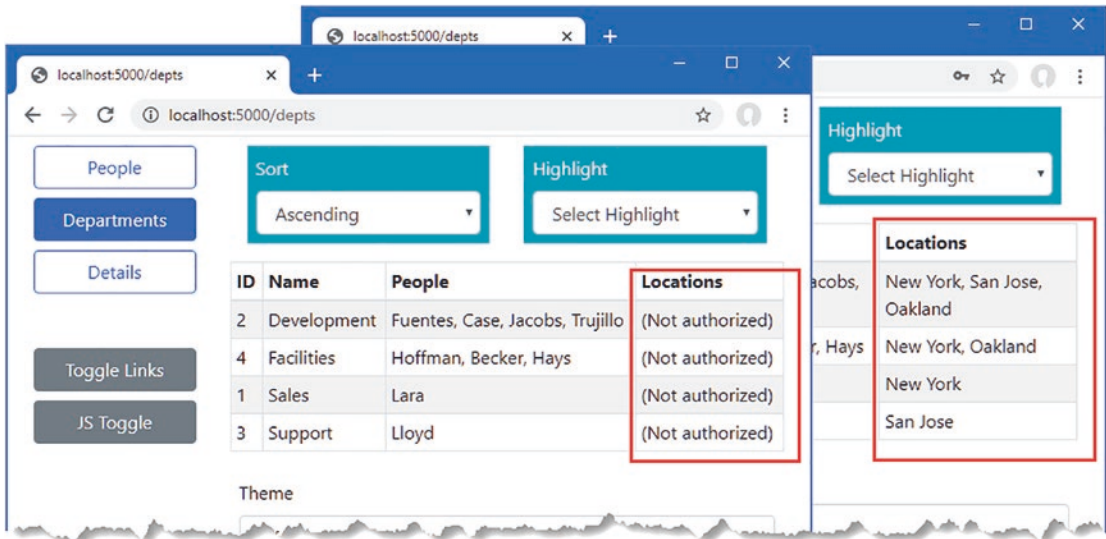 localhost:5000/depts
localhost:5000/depts
localhost:5000/depts
People
Departments
Details
Toggle Links
JS Toggle
Sort
Ascending
Highlight
Select Highlight
ID Name People Locations
2 Development Fuentes, Case, Jacobs, Trujillo (Not authorized)
4 Facilities Hoffman, Becker, Hays (Not authorized)
1 Sales Lara (Not authorized)
3 Support Lloyd (Not authorized)
Theme
Highlight
Select Highlight
Locations
acobs, New York, San Jose,
Oakland
r, Hays New York, Oakland
New York
San Jose